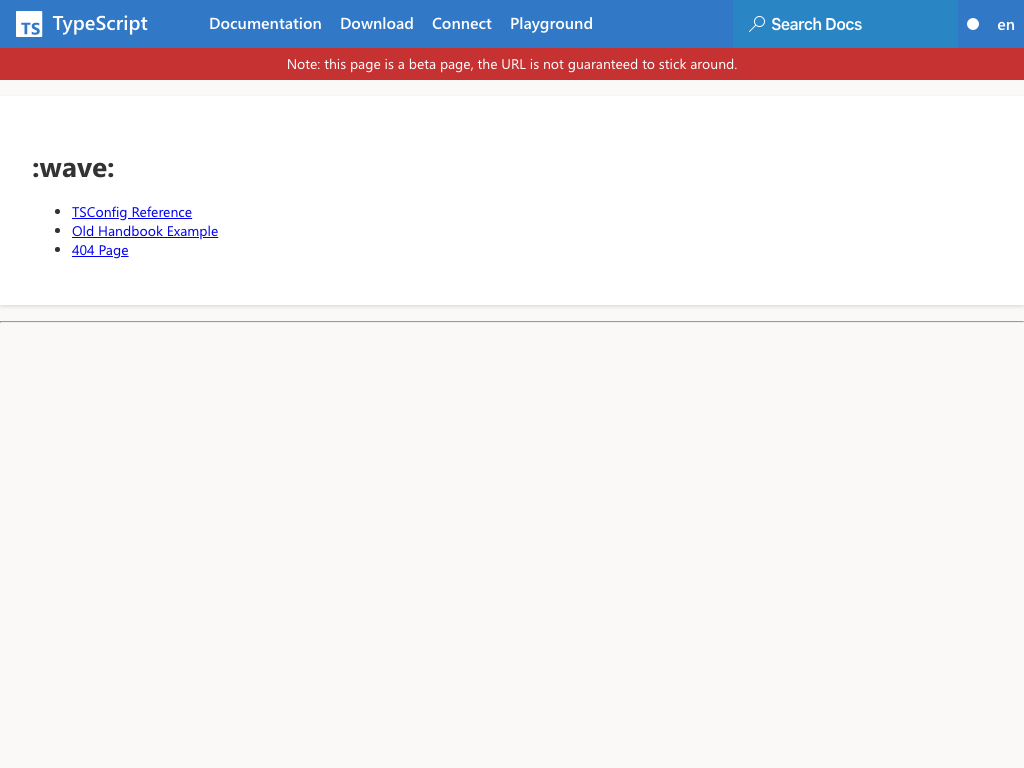 TS TypeScript Documentation Download Connect Playground Search Docs en
Note: this page is a beta page, the URL is not guaranteed to stick around.
:wave:
TSConfig Reference
Old Handbook Example
404 Page